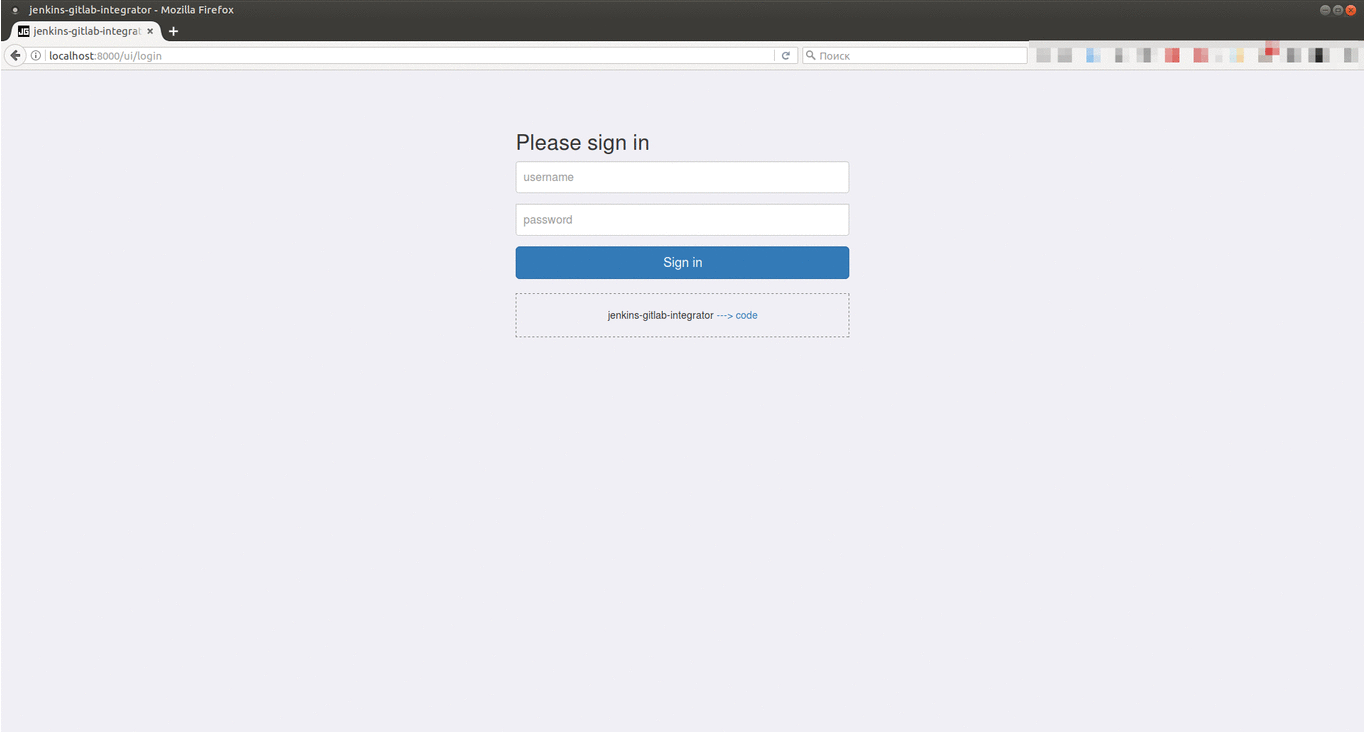 jenkins-gitlab-integrator - Mozilla Firefox
JG jenkins-gitlab-integrat
localhost:8000/ui/login
Поиск
Please sign in
username
password
Sign in
jenkins-gitlab-integrator ---> code